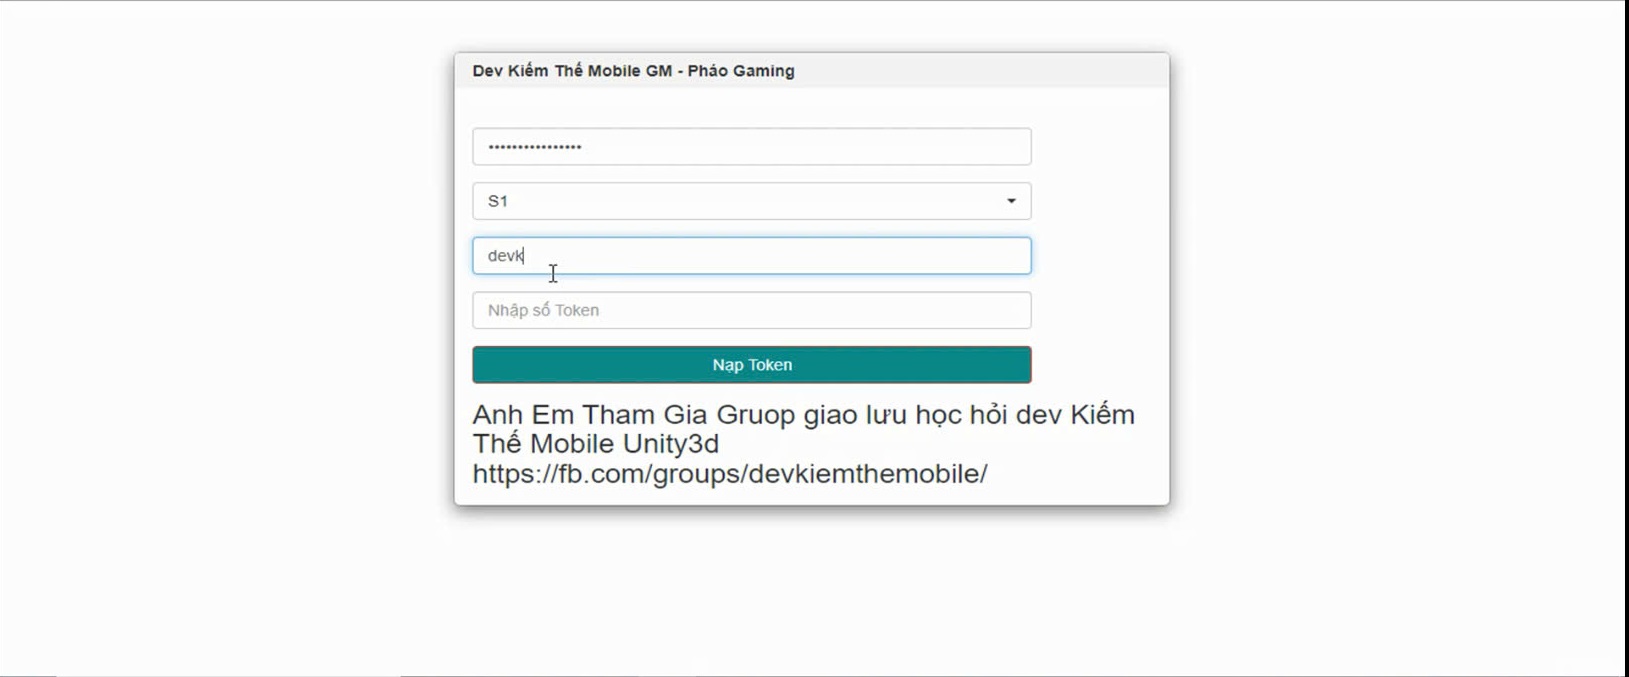 Dev Kiếm Thế Mobile GM - Pháo Gaming
••••••••••••••••
S1
devk
Nhập số Token
Nạp Token
Anh Em Tham Gia Gruop giao lưu học hỏi dev Kiếm
Thế Mobile Unity3d
https://fb.com/groups/devkiemthemobile/